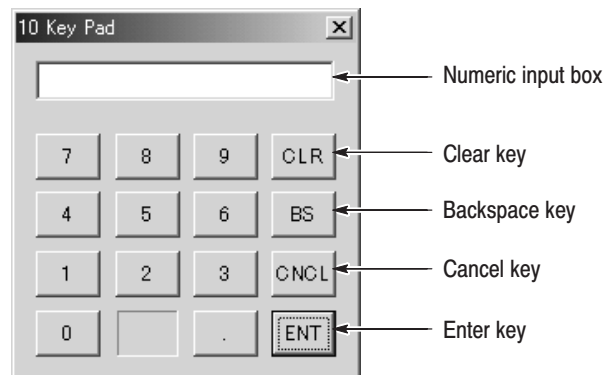 10 Key Pad
Numeric input box
7 8 9 CLR Clear key
4 5 6 BS Backspace key
1 2 3 CNCL Cancel key
0 . ENT Enter key